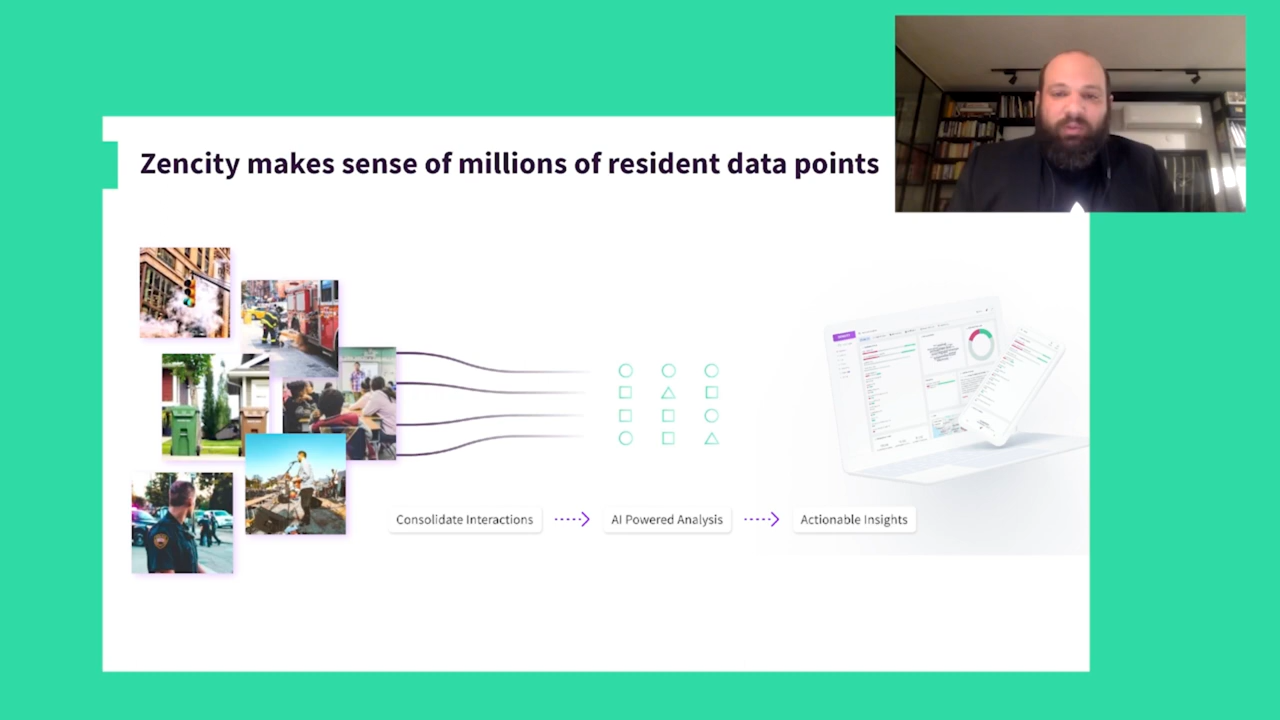 Zencity makes sense of millions of resident data points
Consolidate Interactions
AI Powered Analysis
Actionable Insights